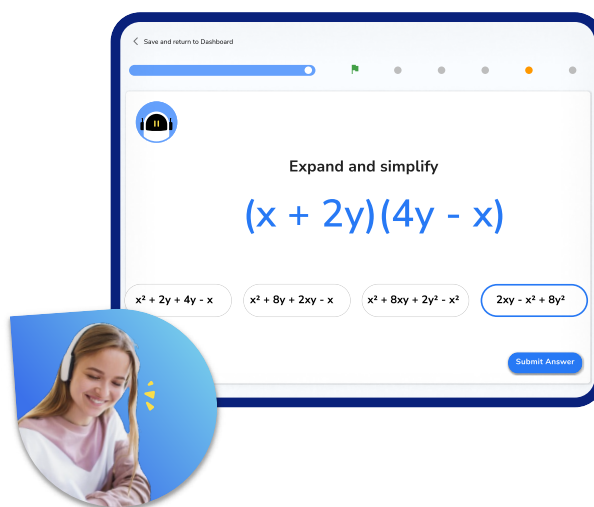 Save and return to Dashboard
Expand and simplify
(x + 2y)(4y - x)
x² + 2y + 4y - x
x² + 8y + 2xy - x
x² + 8xy + 2y² - x²
2xy - x² + 8y²
Submit Answer